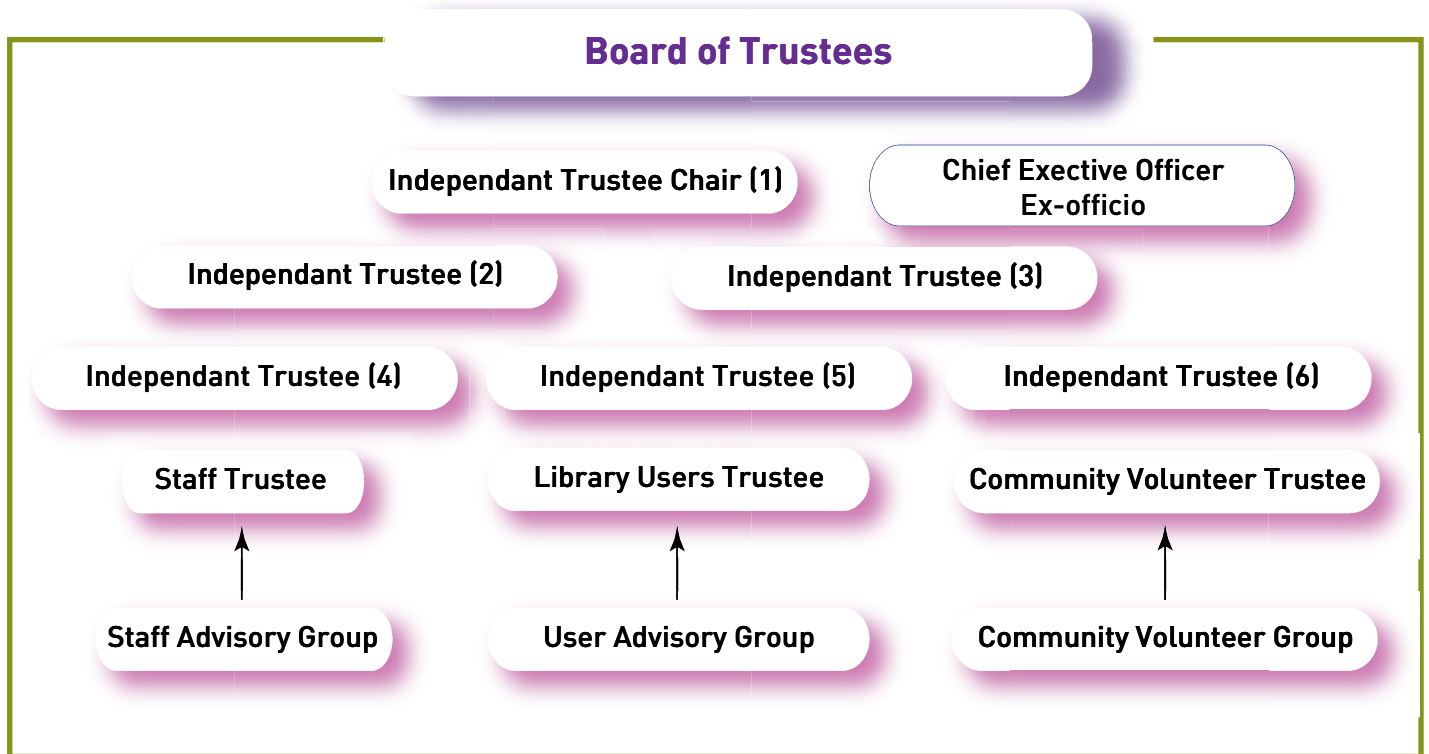 Board of Trustees
Independant Trustee Chair (1)
Chief Exective Officer
Ex-officio
Independant Trustee (2)
Independant Trustee (3)
Independant Trustee (4)
Independant Trustee (5)
Independant Trustee (6)
Staff Trustee
Library Users Trustee
Community Volunteer Trustee
Staff Advisory Group
User Advisory Group
Community Volunteer Group